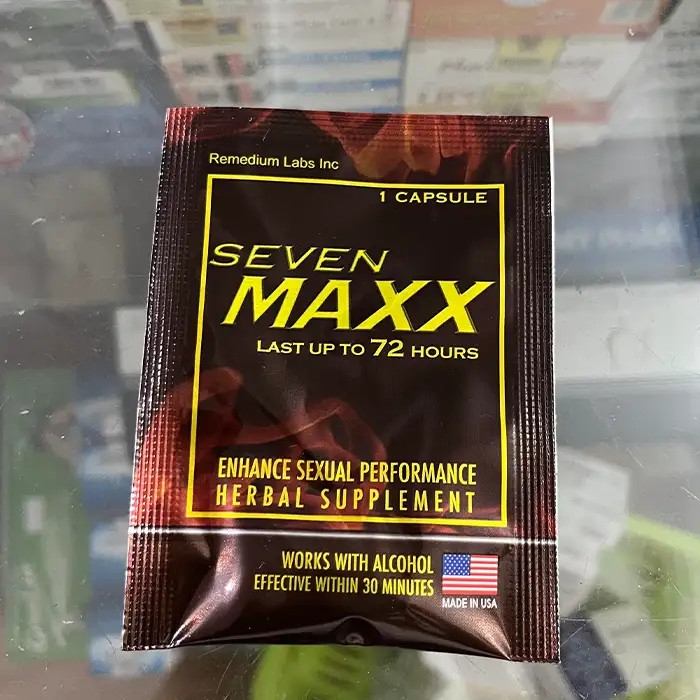 Remedium Labs Inc
1 CAPSULE
SEVEN
MAXX
LAST UP TO 72 HOURS
ENHANCE SEXUAL PERFORMANCE
HERBAL SUPPLEMENT
WORKS WITH ALCOHOL
EFFECTIVE WITHIN 30 MINUTES
MADE IN USA